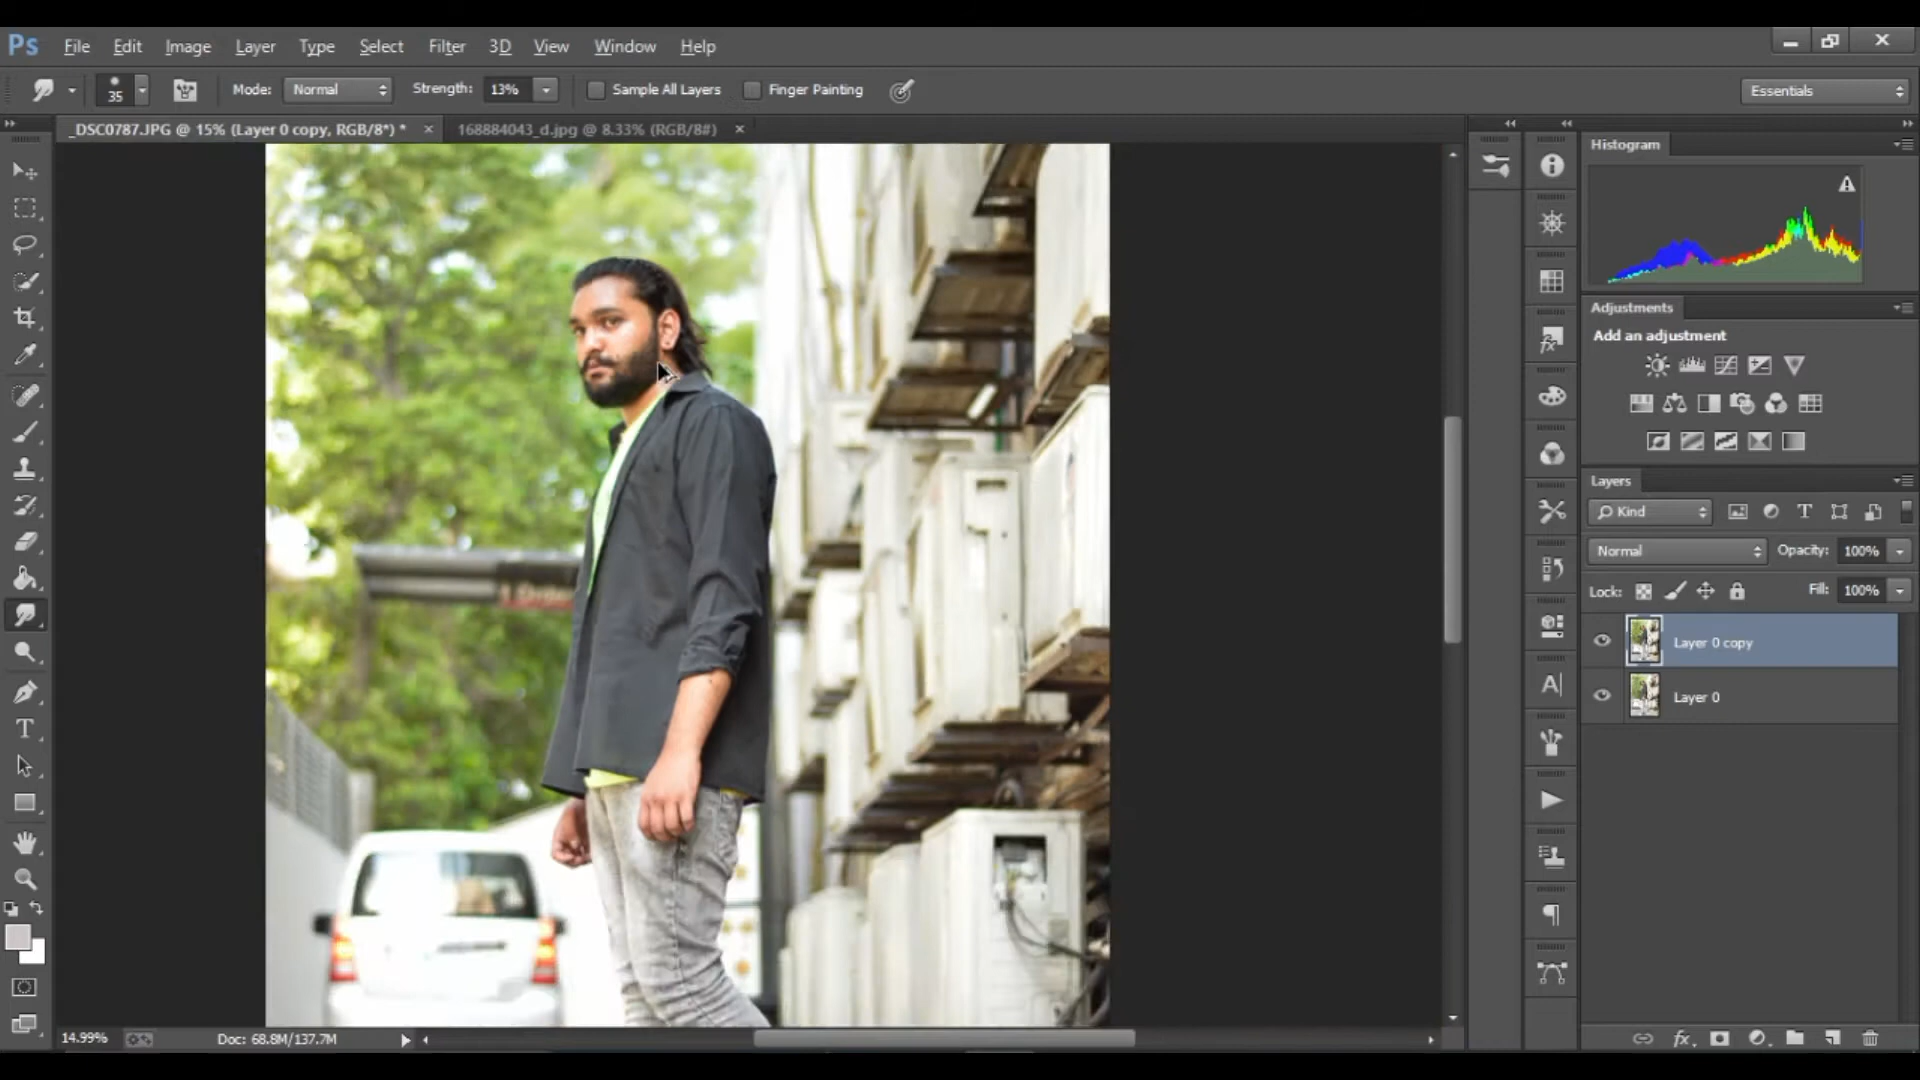 Ps File Edit Image Layer Type Select Filter 3D View Window Help
35 Mode: Normal Strength: 13% Sample All Layers Finger Painting Essentials
_DSC0787.JPG @ 15% (Layer 0 copy, RGB/8*) * × 168884043_d.jpg @ 8.33% (RGB/8#) ×
Histogram
Adjustments
Add an adjustment
Layers
Kind
Normal Opacity: 100%
Lock: Fill: 100%
Layer 0 copy
Layer 0
14.99% Doc: 68.8M/137.7M